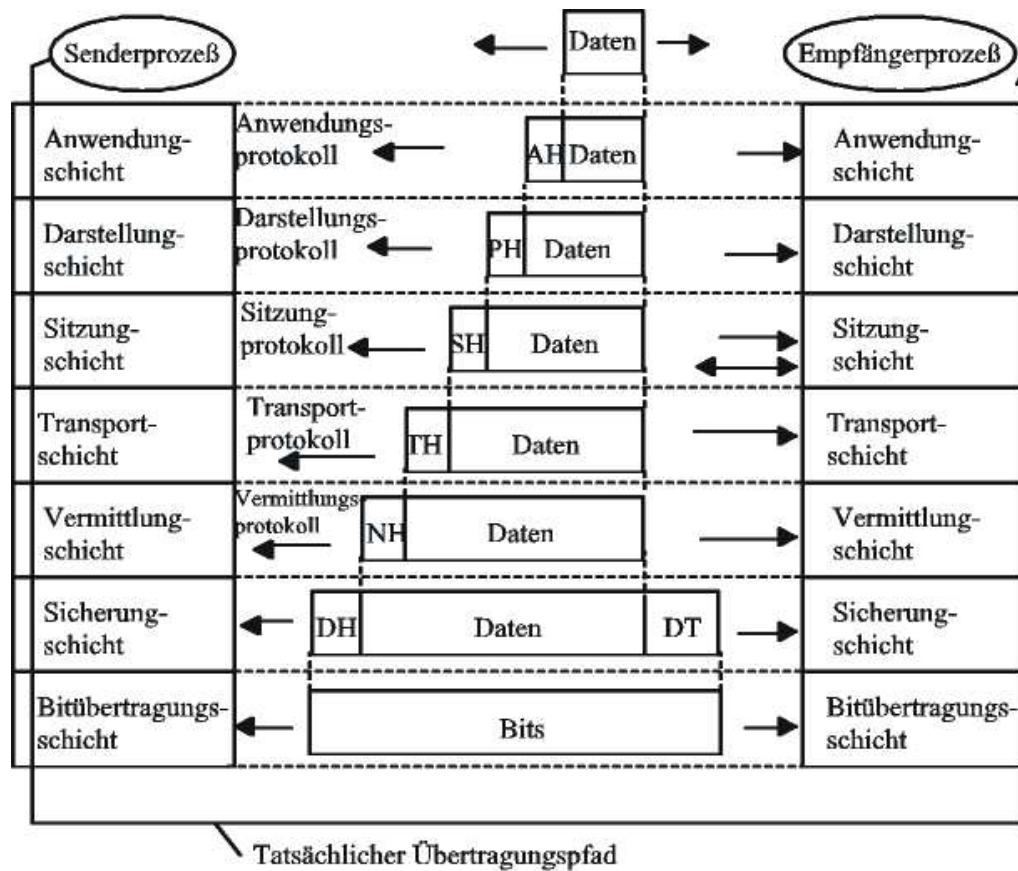 Senderprozeß
Daten
Empfängerprozeß
Anwendung-
schicht
Anwendungs-
protokoll
AH
Daten
Anwendung-
schicht
Darstellung-
schicht
Darstellungs-
protokoll
PH
Daten
Darstellung-
schicht
Sitzung-
schicht
Sitzung-
protokoll
SH
Daten
Sitzung-
schicht
Transport-
schicht
Transport-
protokoll
TH
Daten
Transport-
schicht
Vermittlung-
schicht
Vermittlungs-
protokoll
NH
Daten
Vermittlung-
schicht
Sicherung-
schicht
DH
Daten
DT
Sicherung-
schicht
Bitübertragungs-
schicht
Bits
Bitübertragungs-
schicht
Tatsächlicher Übertragungspfad